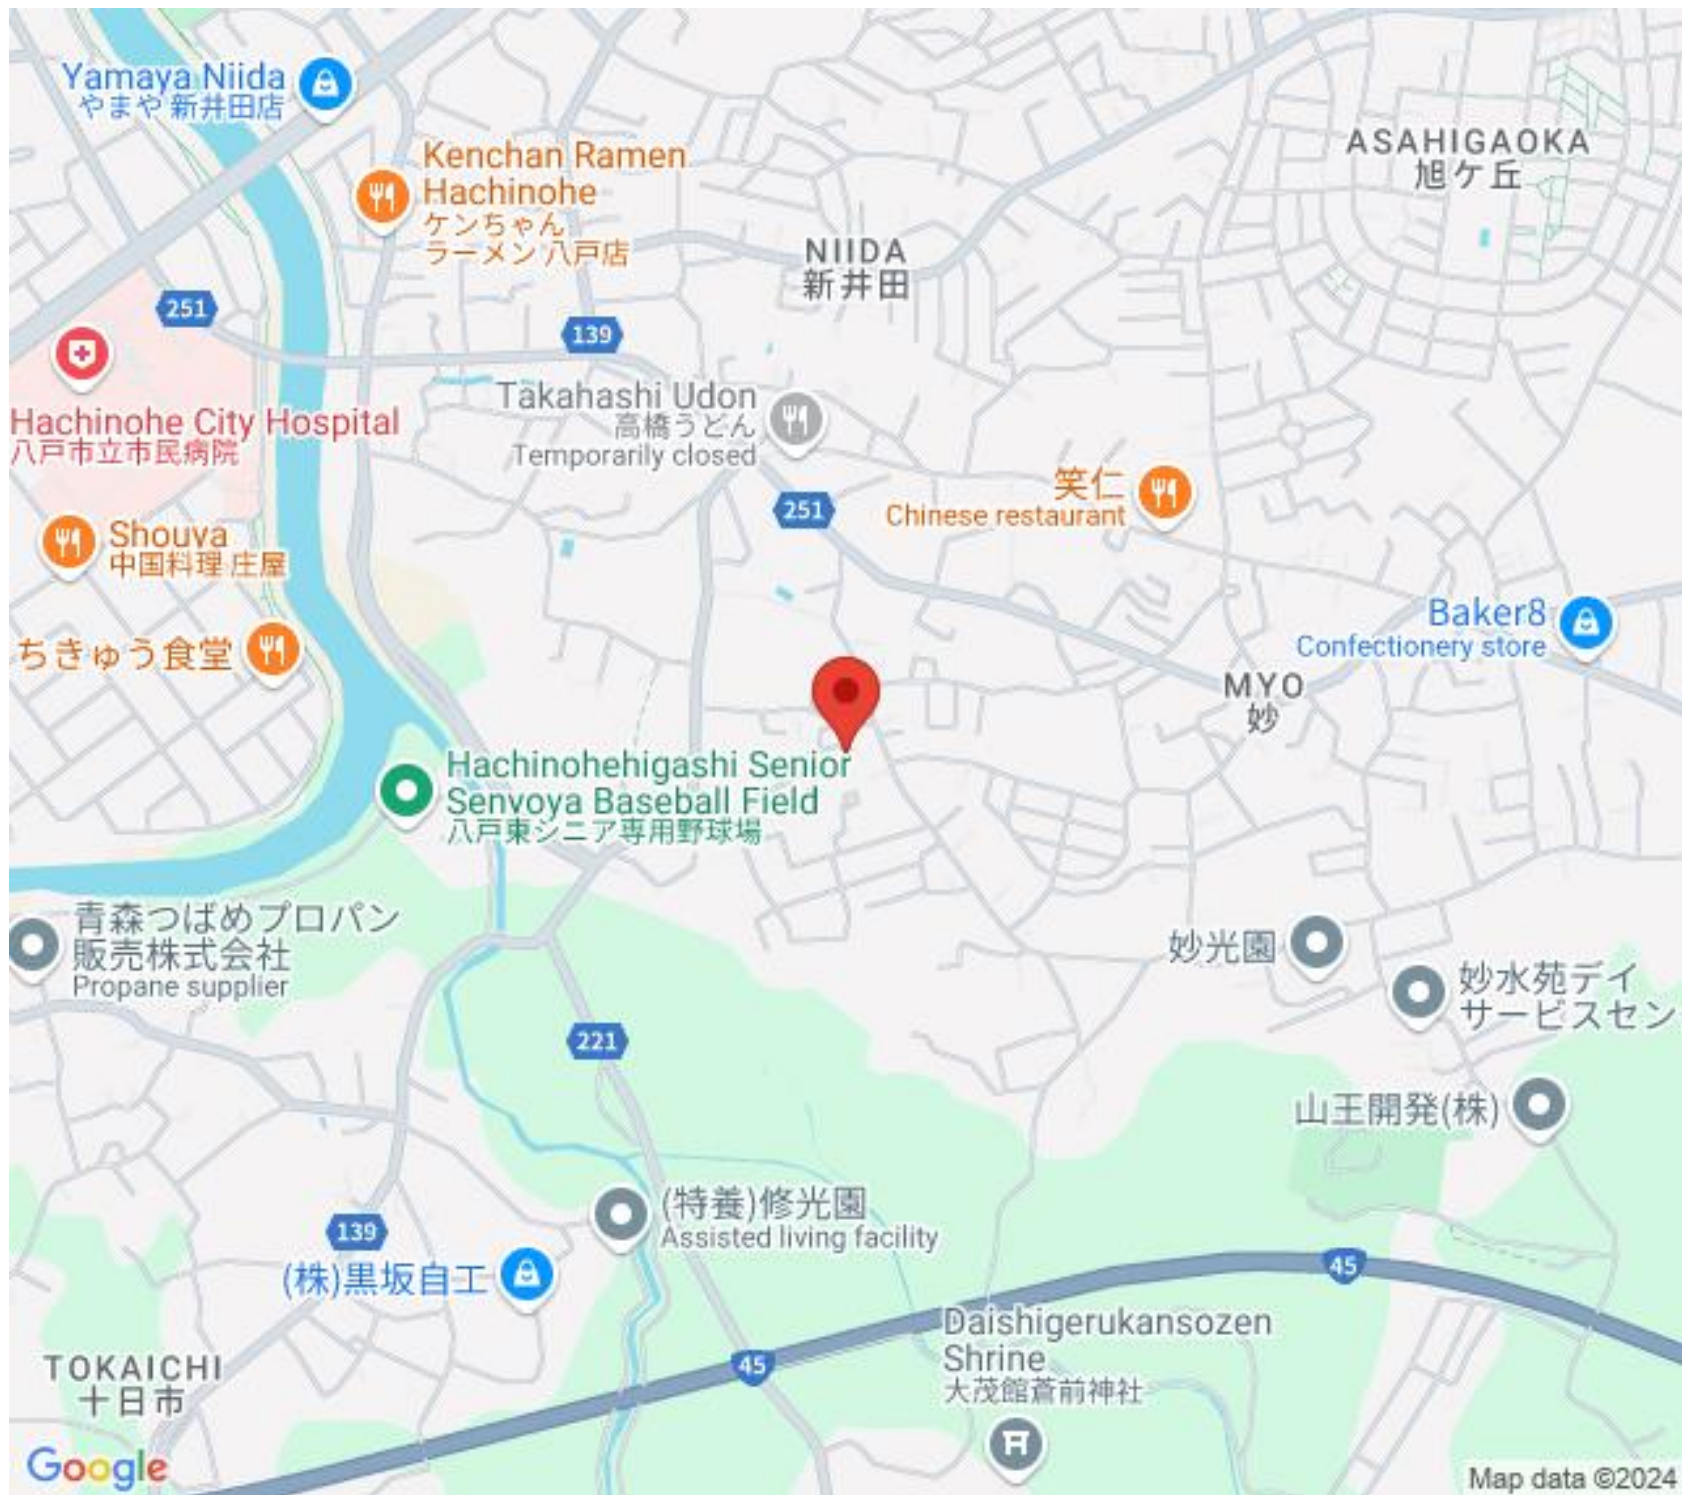 Yamaya Niida
やまや 新井田店
Kenchan Ramen
Hachinohe
ケンちゃん
ラーメン 八戸店
ASAHIGAOKA
旭ケ丘
NIIDA
新井田
251
139
Hachinohe City Hospital
八戸市立市民病院
Takahashi Udon
高橋うどん
Temporarily closed
251
笑仁
Chinese restaurant
Shouya
中国料理 庄屋
ちきゅう食堂
Baker8
Confectionery store
MYO
妙
Hachinohehigashi Senior
Senyoya Baseball Field
八戸東シニア専用野球場
青森つばめプロパン
販売株式会社
Propane supplier
妙光園
妙水苑デイ
サービスセン
221
山王開発(株)
(特養)修光園
Assisted living facility
139
(株)黒坂自工
45
Daishigerukansozen
Shrine
大茂館蒼前神社
45
TOKAICHI
十日市
Google
Map data ©2024